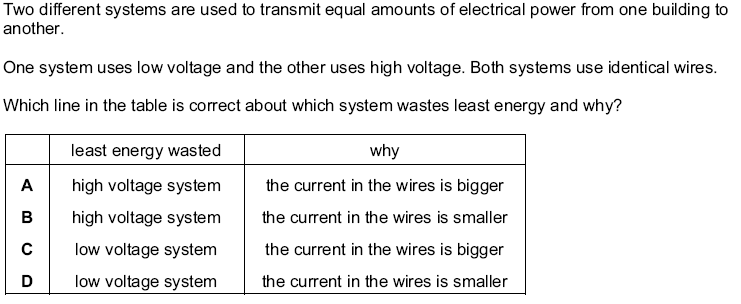 Two different systems are used to transmit equal amounts of electrical power from one building to
another.
One system uses low voltage and the other uses high voltage. Both systems use identical wires.
Which line in the table is correct about which system wastes least energy and why?
least energy wasted why
A high voltage system the current in the wires is bigger
B high voltage system the current in the wires is smaller
C low voltage system the current in the wires is bigger
D low voltage system the current in the wires is smaller